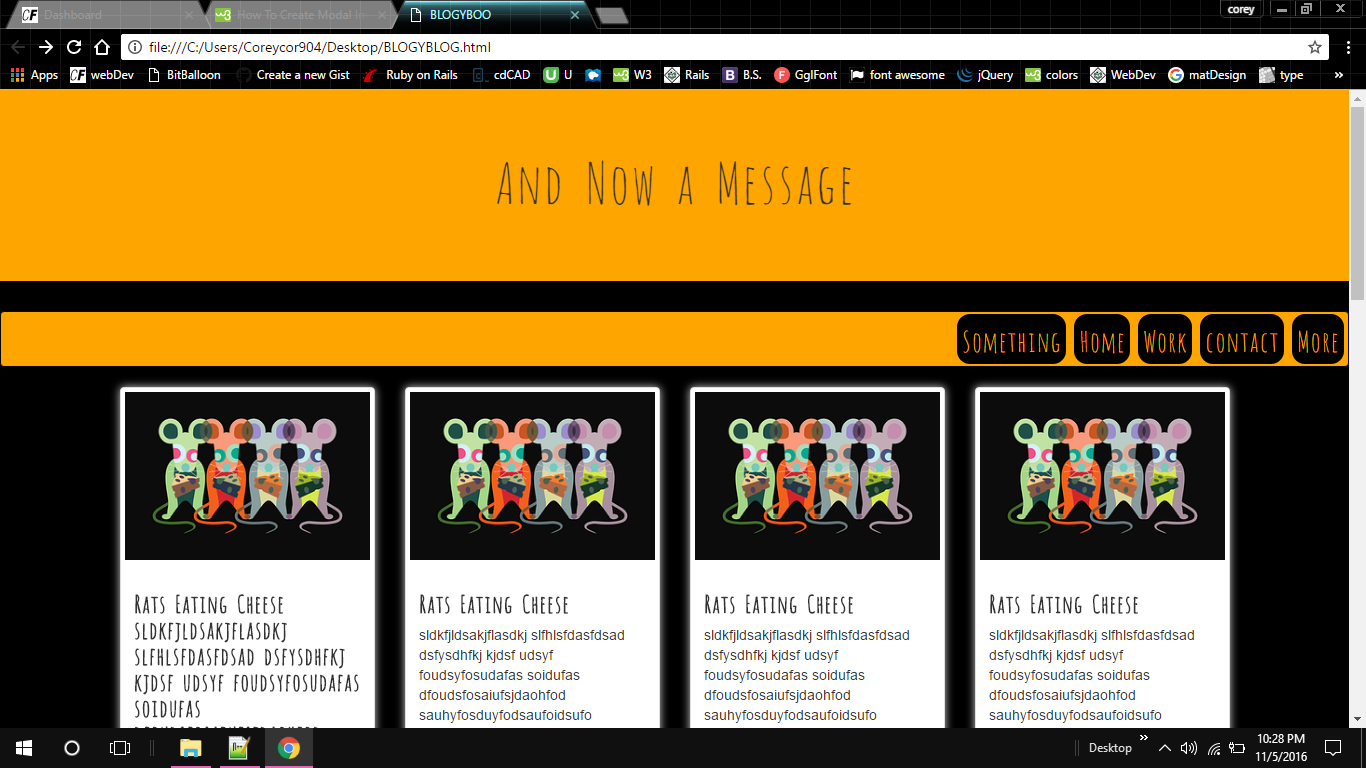 Dashboard
How To Create Modal Im
BLOGYBOO
corey
file:///C:/Users/Coreycor904/Desktop/BLOGYBLOG.html
Apps
webDev
BitBalloon
Create a new Gist
Ruby on Rails
cdCAD
U
W3
Rails
B.S.
GglFont
font awesome
jQuery
colors
WebDev
matDesign
type
»
And Now a Message
Something
Home
Work
contact
More
Rats Eating Cheese
sldkfjldsakjflasdkj
slfhlsfdasfdsad dsfysdhfkj
kjdsf udsyf foudsyfosudafas
soidufas
Rats Eating Cheese
sldkfjldsakjflasdkj slfhlsfdasfdsad
dsfysdhfkj kjdsf udsyf
foudsyfosudafas soidufas
dfoudsfosaiufsjdaohfod
sauhyfosduyfodsaufoidsufo
Rats Eating Cheese
sldkfjldsakjflasdkj slfhlsfdasfdsad
dsfysdhfkj kjdsf udsyf
foudsyfosudafas soidufas
dfoudsfosaiufsjdaohfod
sauhyfosduyfodsaufoidsufo
Rats Eating Cheese
sldkfjldsakjflasdkj slfhlsfdasfdsad
dsfysdhfkj kjdsf udsyf
foudsyfosudafas soidufas
dfoudsfosaiufsjdaohfod
sauhyfosduyfodsaufoidsufo
Desktop
»
10:28 PM
11/5/2016